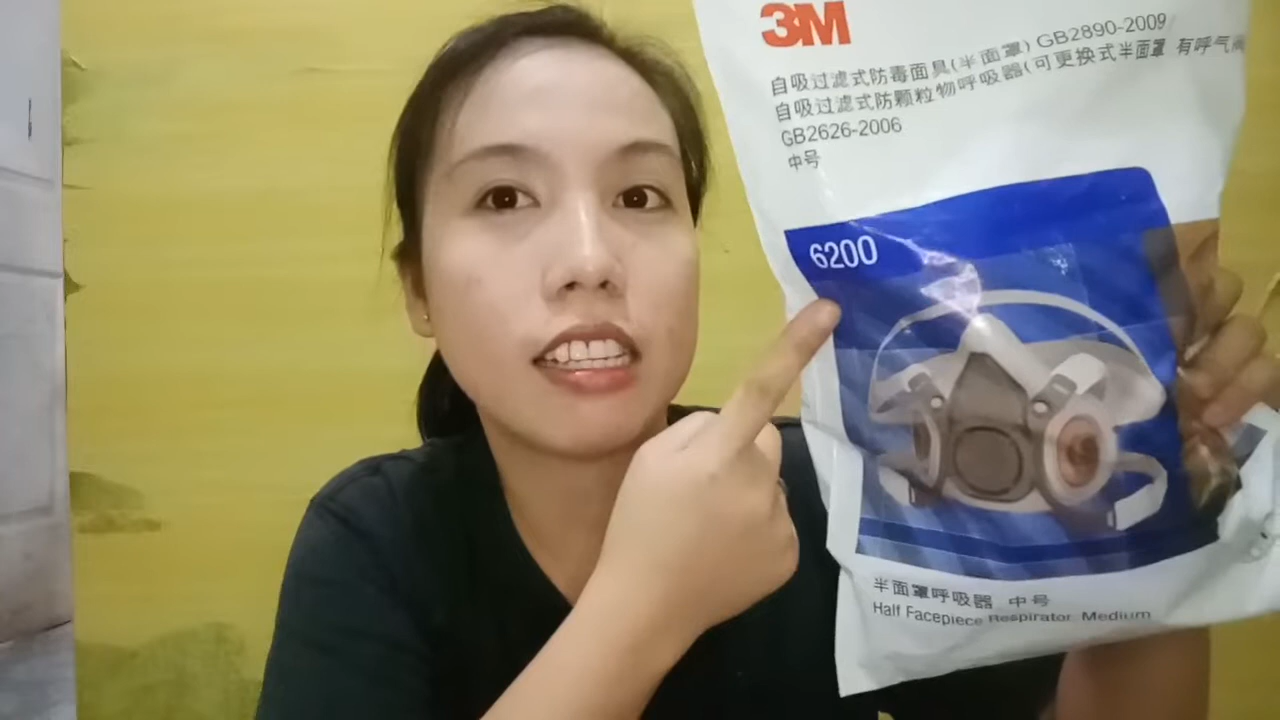 3M
自吸过滤式防毒面具(半面罩) GB2890-2009
自吸过滤式防颗粒物呼吸器(可更换式半面罩 有呼气
GB2626-2006
中号
6200
半面罩呼吸器 中号
Half Facepiece Respirator Medium